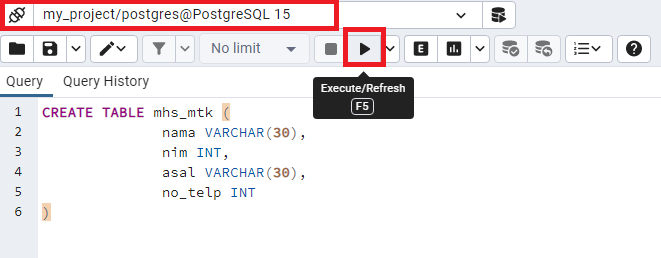 my_project/postgres@PostgreSQL 15
No limit
E
Query Query History
Execute/Refresh
F5
1 CREATE TABLE mhs_mtk (
2 nama VARCHAR(30),
3 nim INT,
4 asal VARCHAR(30),
5 no_telp INT
6 )